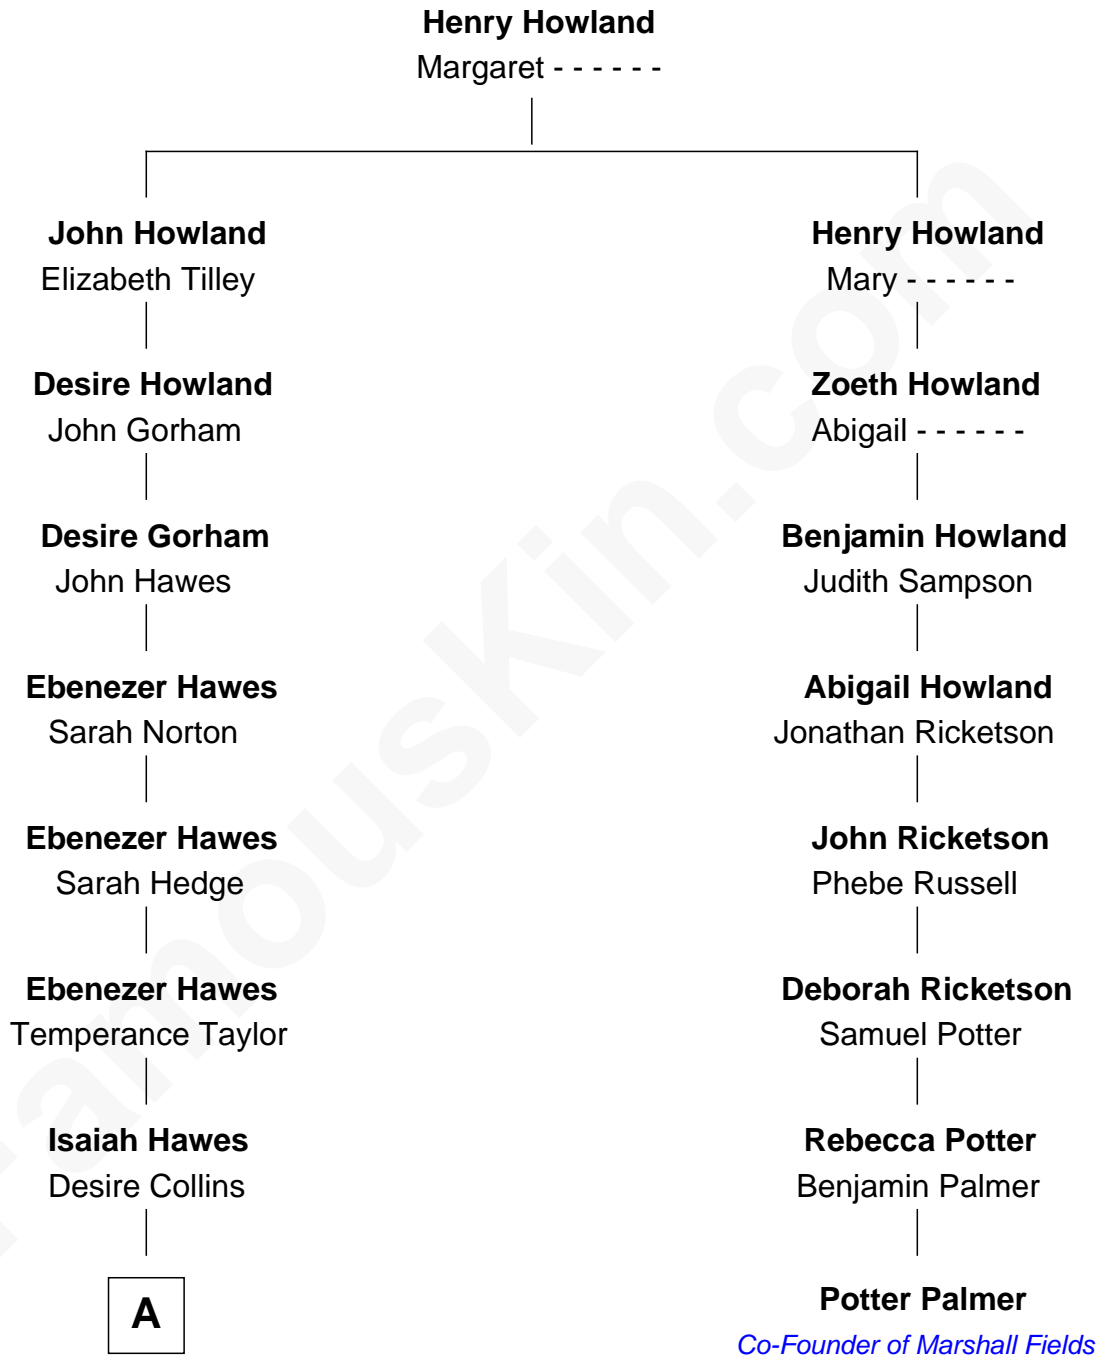 Henry Howland
Margaret - - - - - -
John Howland
Elizabeth Tilley
Henry Howland
Mary - - - - - -
Desire Howland
John Gorham
Zoeth Howland
Abigail - - - - - -
Desire Gorham
John Hawes
Benjamin Howland
Judith Sampson
Ebenezer Hawes
Sarah Norton
Abigail Howland
Jonathan Ricketson
Ebenezer Hawes
Sarah Hedge
John Ricketson
Phebe Russell
Ebenezer Hawes
Temperance Taylor
Deborah Ricketson
Samuel Potter
Isaiah Hawes
Desire Collins
Rebecca Potter
Benjamin Palmer
A
Potter Palmer
Co-Founder of Marshall Fields
FamousKin.com